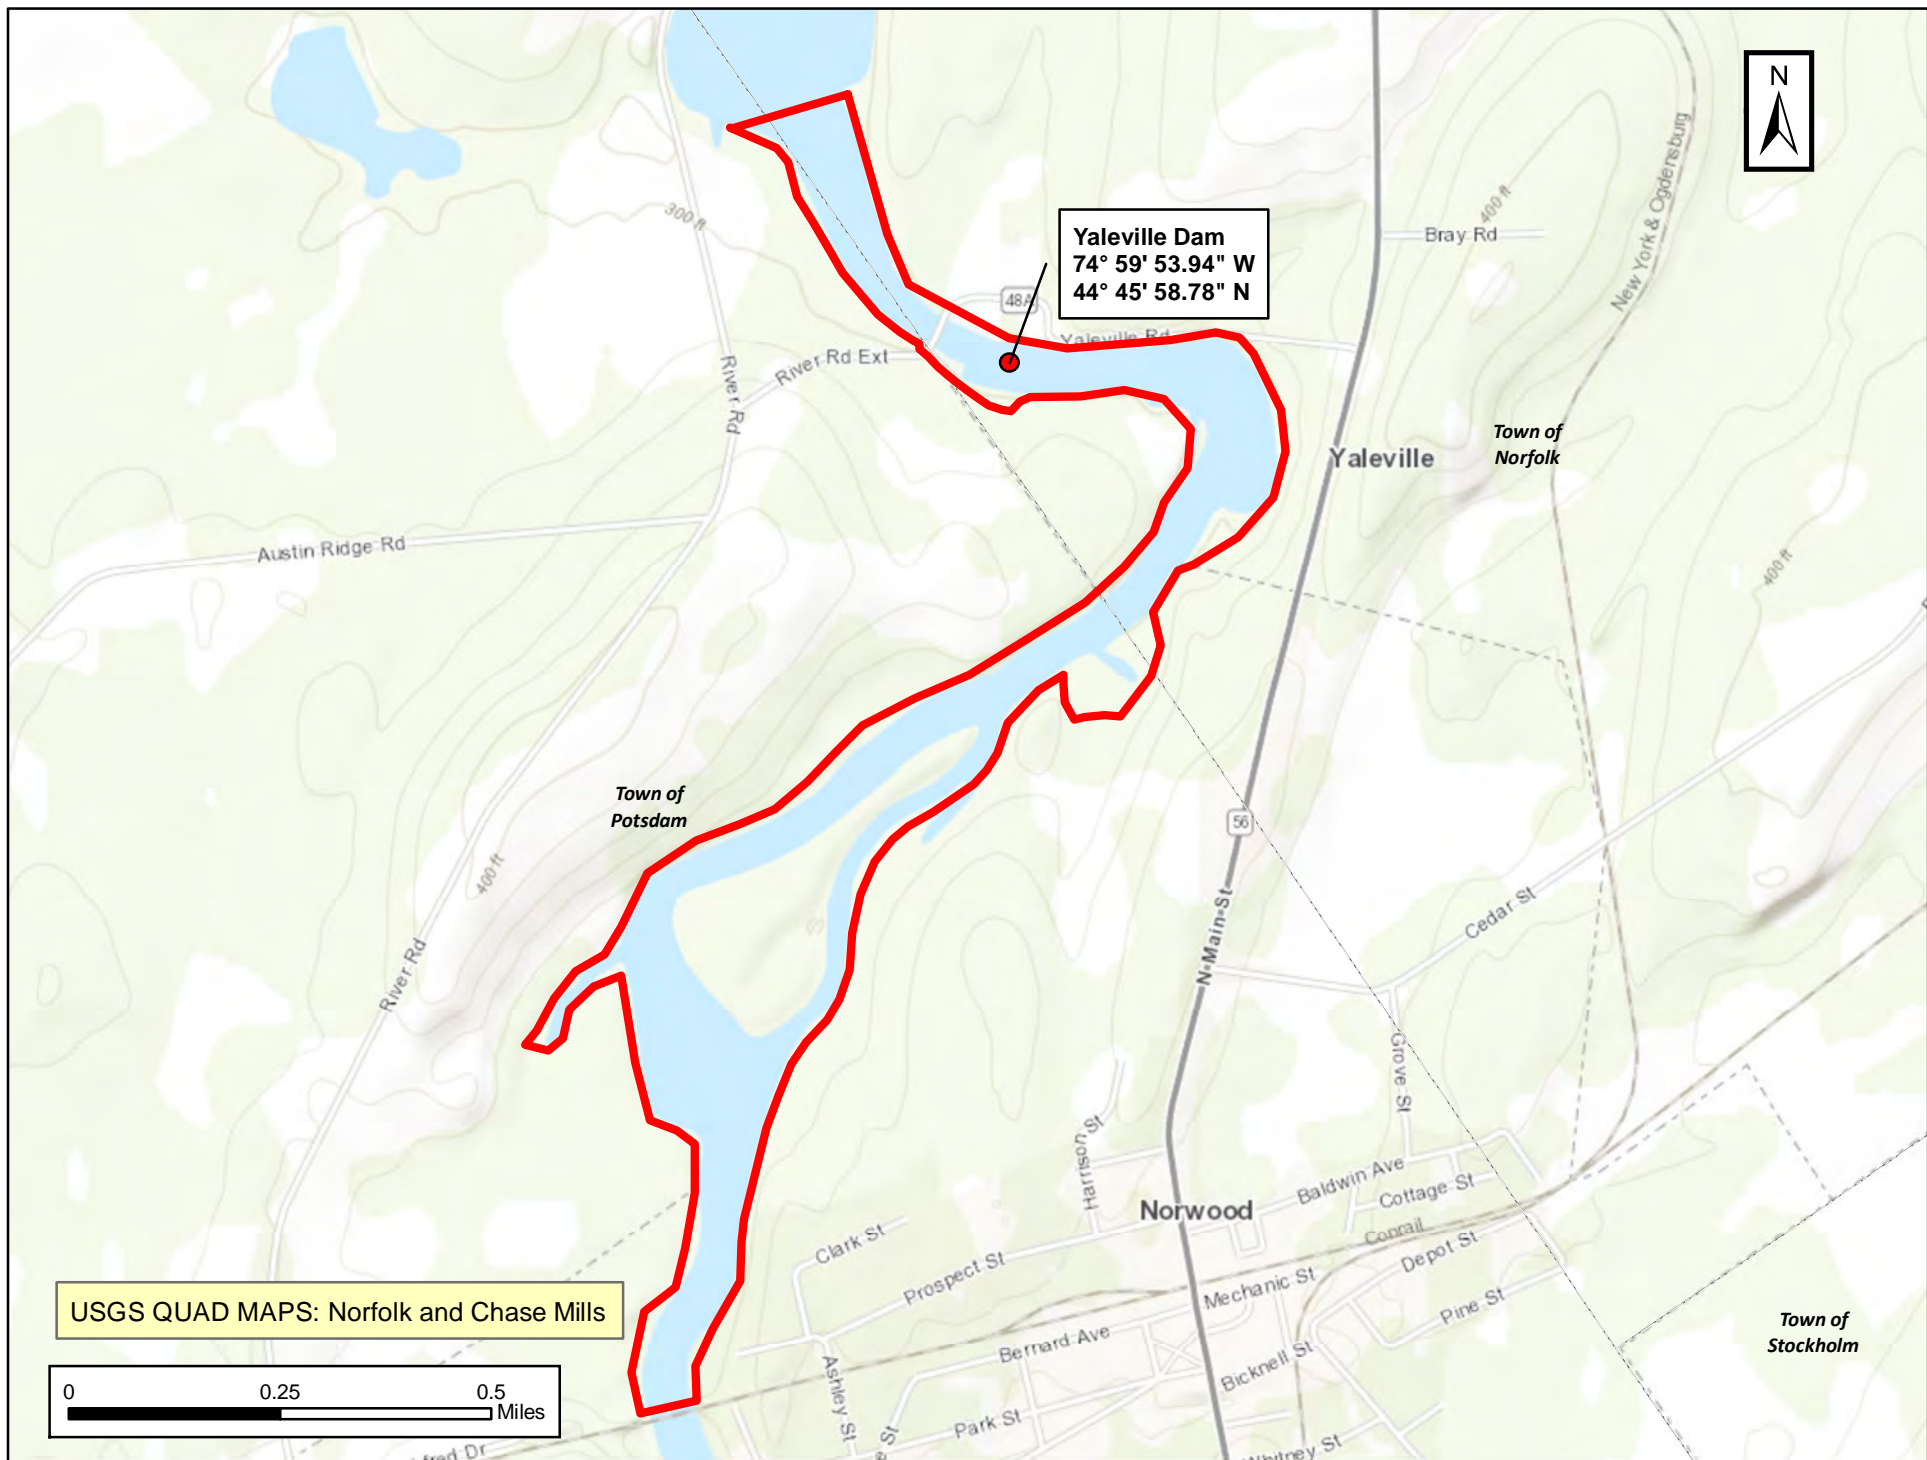 N
New York & Ogdensburg
400 ft
Bray Rd
300 ft
Yaleville Dam
74° 59' 53.94" W
44° 45' 58.78" N
48A
Yaleville Rd
River Rd Ext
River Rd
Town of
Norfolk
Yaleville
Austin Ridge Rd
400 ft
Town of
Potsdam
56
400 ft
Cedar St
N Main St
River Rd
Grove St
Harrison St
Baldwin Ave
Cottage St
Norwood
Conrail
Clark St
Depot St
Prospect St
Mechanic St
USGS QUAD MAPS: Norfolk and Chase Mills
Pine St
Town of
Stockholm
Bernard Ave
Bicknell St
Ashley St
0 0.25 0.5
Miles
Park St
Whitney St
St
Dr